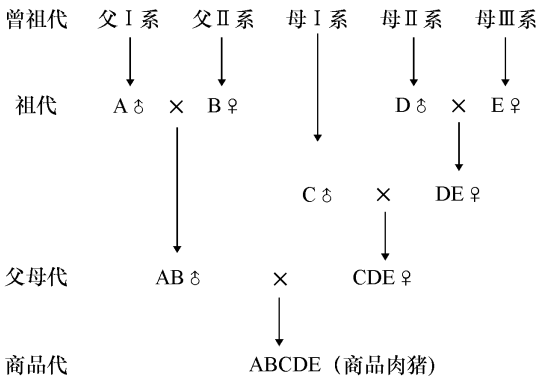 曾祖代 父Ⅰ系 父Ⅱ系 母Ⅰ系 母Ⅱ系 母Ⅲ系
祖代 A♂ × B♀ D♂ × E♀
C♂ × DE♀
父母代 AB♂ × CDE♀
商品代 ABCDE (商品肉猪)